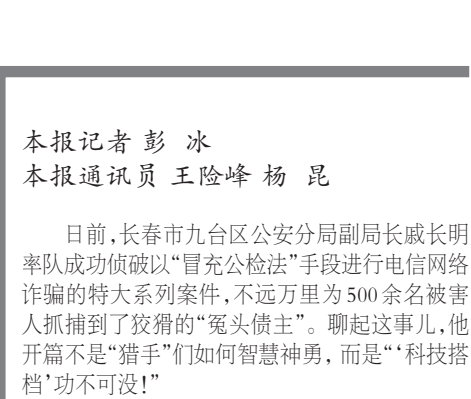 本报记者 彭 冰
本报通讯员 王险峰 杨 昆
日前,长春市九台区公安分局副局长戚长明
率队成功侦破以“冒充公检法”手段进行电信网络
诈骗的特大系列案件,不远万里为500余名被害
人抓捕到了狡猾的“冤头债主”。聊起这事儿,他
开篇不是“猎手”们如何智慧神勇,而是“‘科技搭
档’功不可没!”